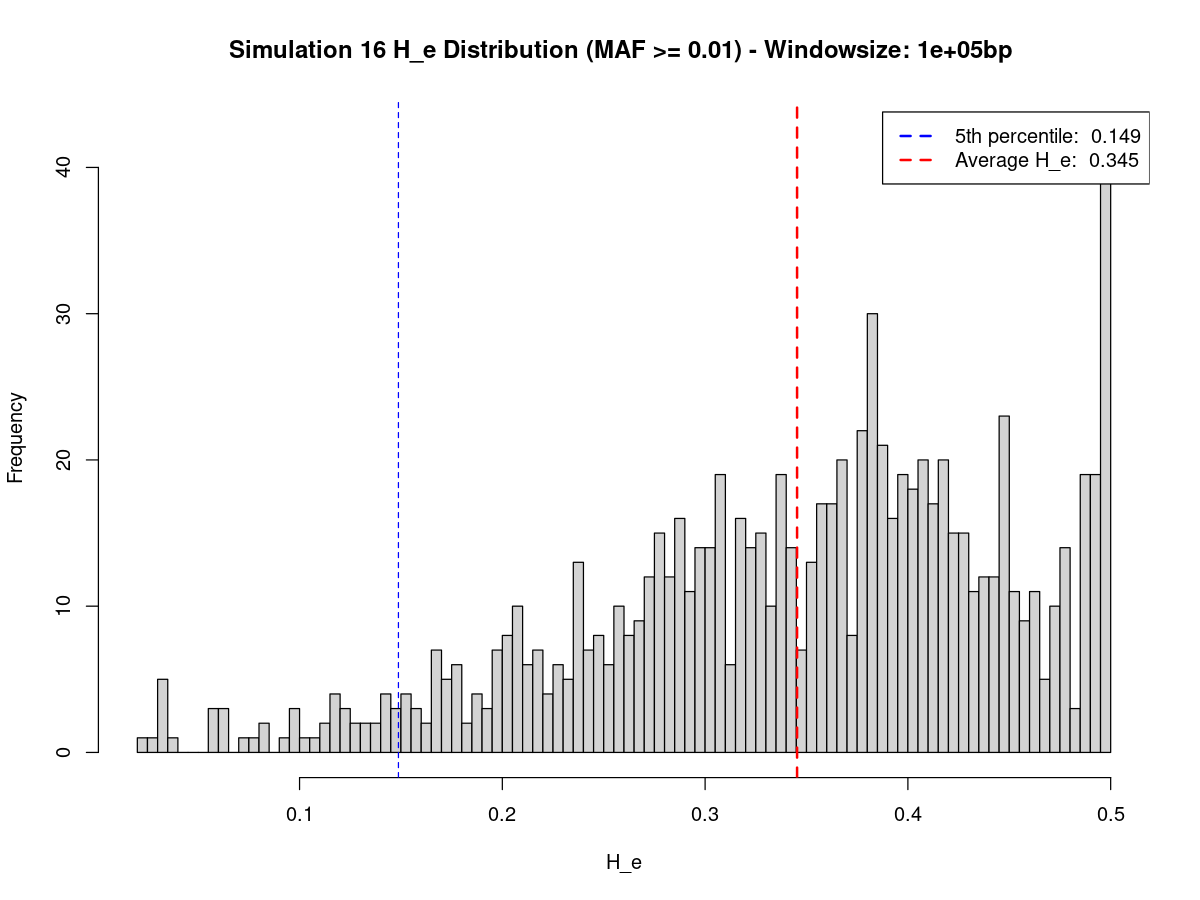 Simulation 16 H_e Distribution (MAF >= 0.01) - Windowsize: 1e+05bp
5th percentile: 0.149
Average H_e: 0.345
Frequency
40
30
20
10
0
0.1 0.2 0.3 0.4 0.5
H_e